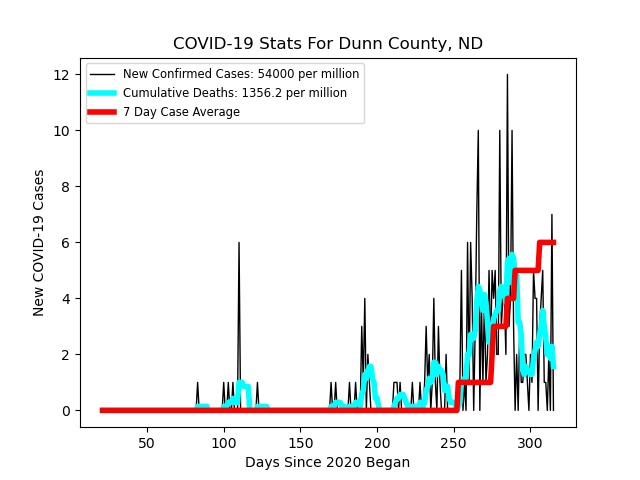 COVID-19 Stats For Dunn County, ND
New Confirmed Cases: 54000 per million
Cumulative Deaths: 1356.2 per million
7 Day Case Average
12
10
8
6
4
2
0
New COVID-19 Cases
50 100 150 200 250 300
Days Since 2020 Began